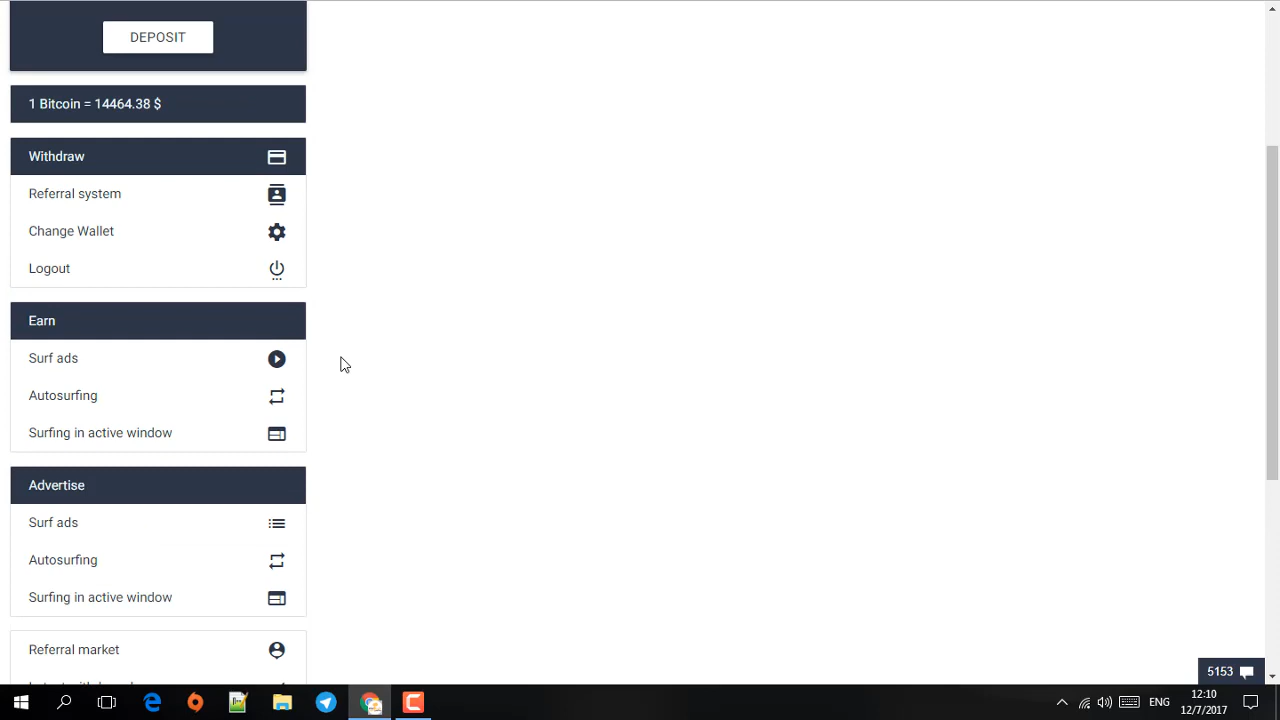 DEPOSIT
1 Bitcoin = 14464.38 $
Withdraw
Referral system
Change Wallet
Logout
Earn
Surf ads
Autosurfing
Surfing in active window
Advertise
Surf ads
Autosurfing
Surfing in active window
Referral market
5153
ENG
12:10
12/7/2017